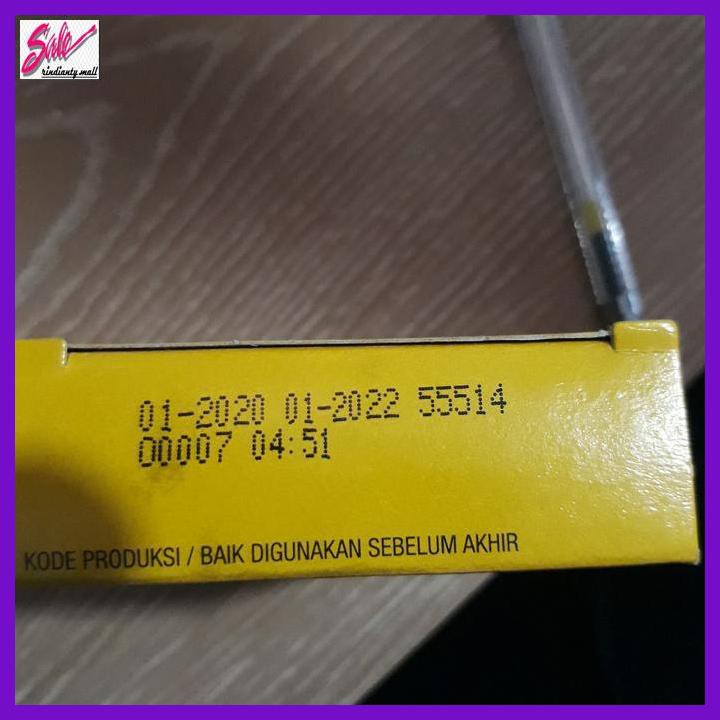 Sale
rindianty mall
01-2020 01-2022 55514
00007 04:51
KODE PRODUKSI / BAIK DIGUNAKAN SEBELUM AKHIR